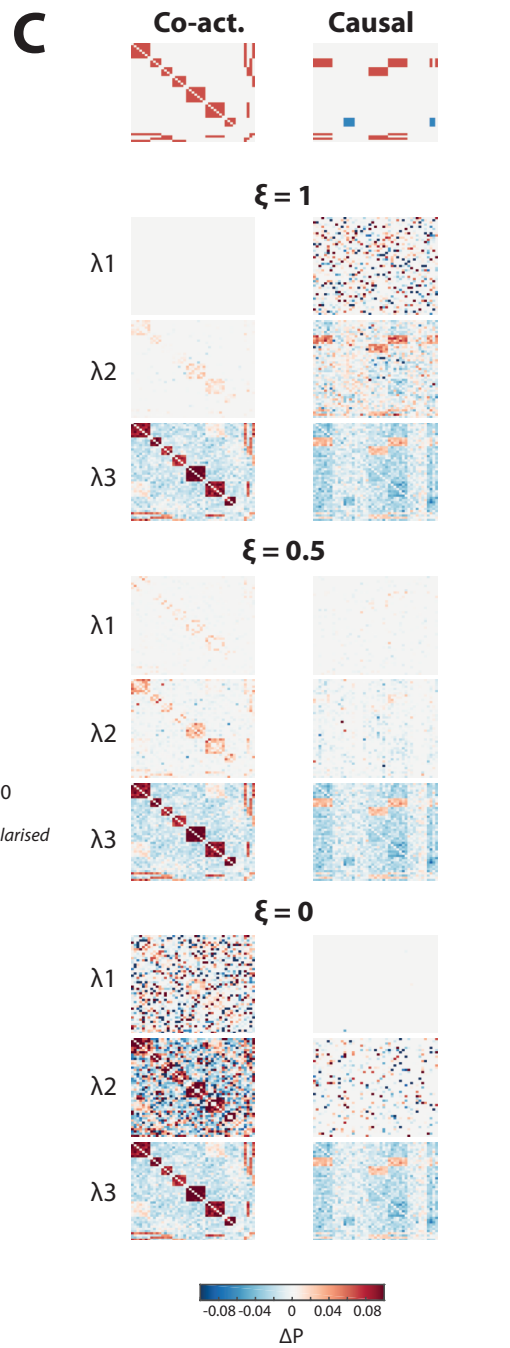 C
Co-act. Causal
ξ = 1
λ1
λ2
λ3
ξ = 0.5
λ1
λ2
0
larised
λ3
ξ = 0
λ1
λ2
λ3
-0.08 -0.04 0 0.04 0.08
ΔP